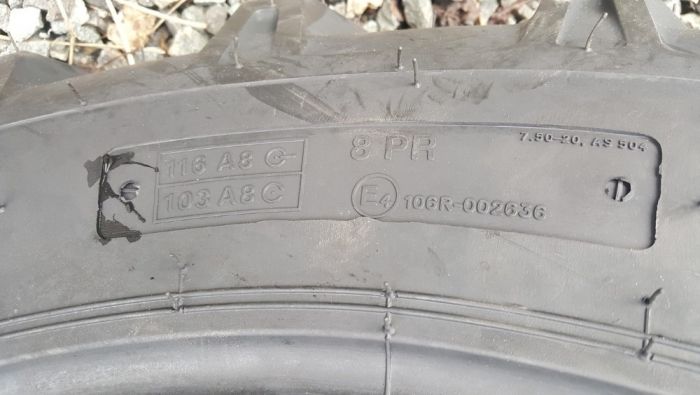 116 A8 C
103 A8 C
8 PR
7.50-20, AS 504
E4 106R-002636